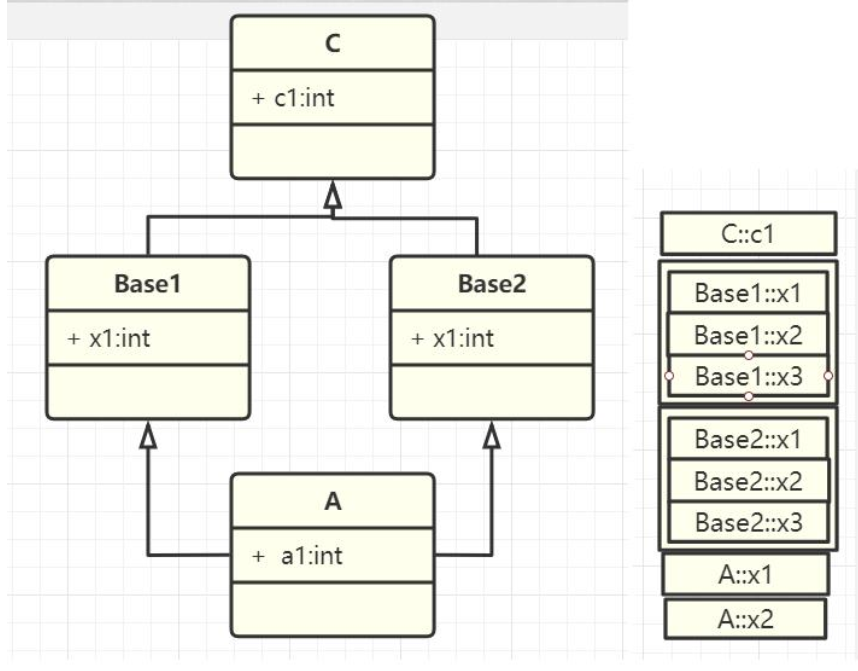 C
+ c1:int
Base1
+ x1:int
Base2
+ x1:int
A
+ a1:int
C::c1
Base1::x1
Base1::x2
Base1::x3
Base2::x1
Base2::x2
Base2::x3
A::x1
A::x2